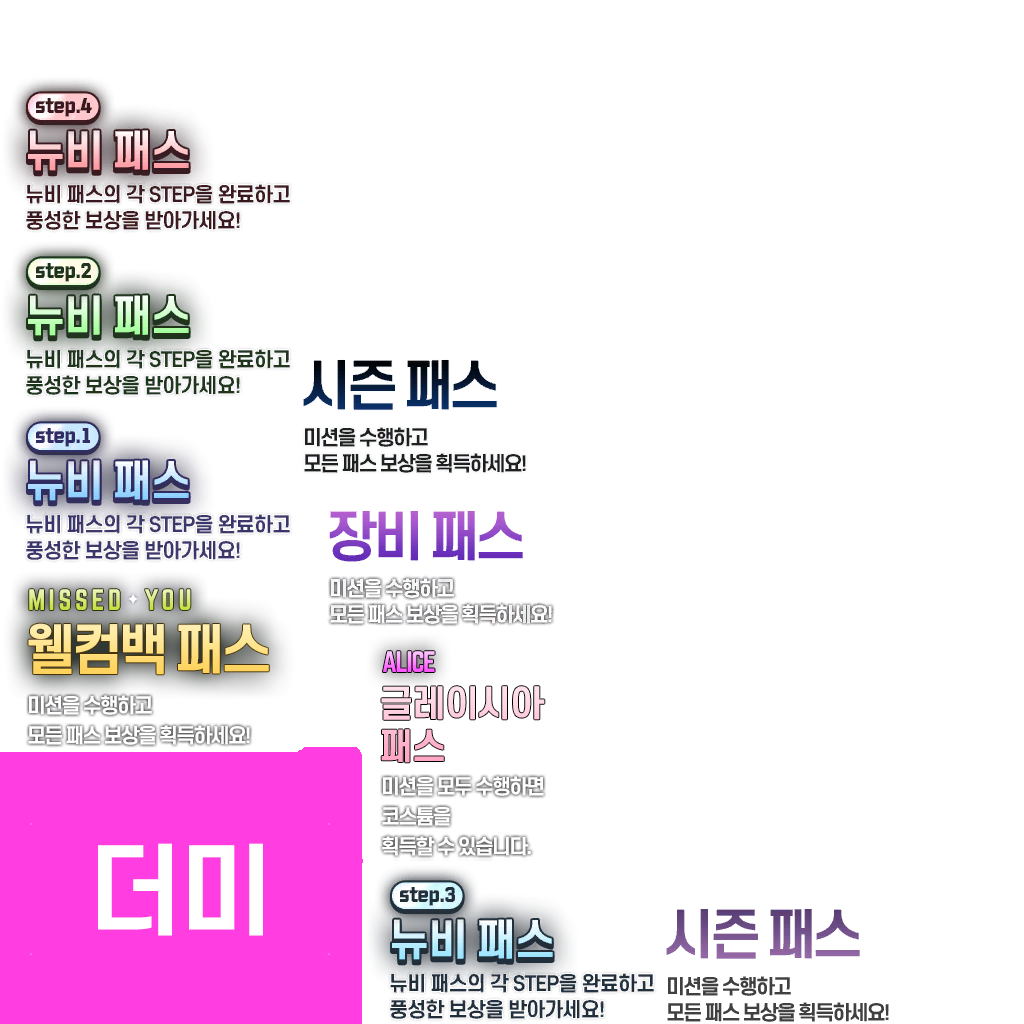 step.4
뉴비 패스
뉴비 패스의 각 STEP을 완료하고
풍성한 보상을 받아가세요!
step.2
뉴비 패스
뉴비 패스의 각 STEP을 완료하고
풍성한 보상을 받아가세요!
step.1
뉴비 패스
뉴비 패스의 각 STEP을 완료하고
풍성한 보상을 받아가세요!
MISSED YOU
웰컴백 패스
미션을 수행하고
모든 패스 보상을 획득하세요!
더미
시즌 패스
미션을 수행하고
모든 패스 보상을 획득하세요!
장비 패스
미션을 수행하고
모든 패스 보상을 획득하세요!
ALICE
글레이시아
패스
미션을 모두 수행하면
코스튬을
획득할 수 있습니다.
step.3
뉴비 패스
뉴비 패스의 각 STEP을 완료하고
풍성한 보상을 받아가세요!
시즌 패스
미션을 수행하고
모든 패스 보상을 획득하세요!